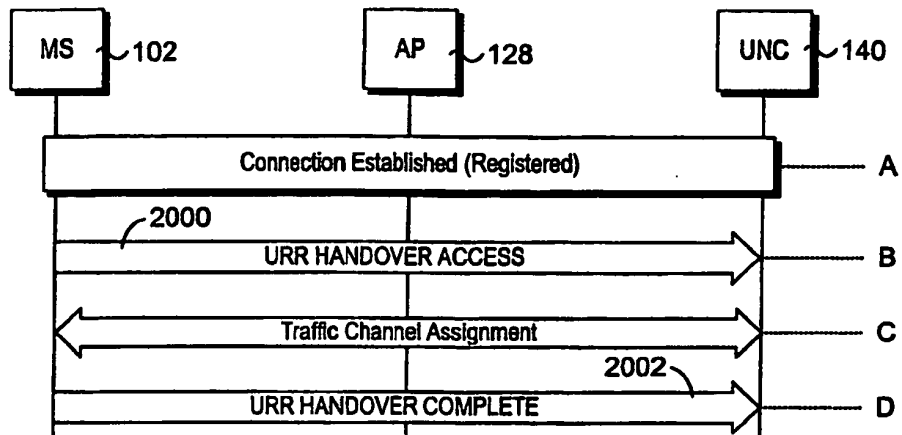 MS 102 AP 128 UNC 140
Connection Established (Registered) A
2000
URR HANDOVER ACCESS B
Traffic Channel Assignment C
2002
URR HANDOVER COMPLETE D